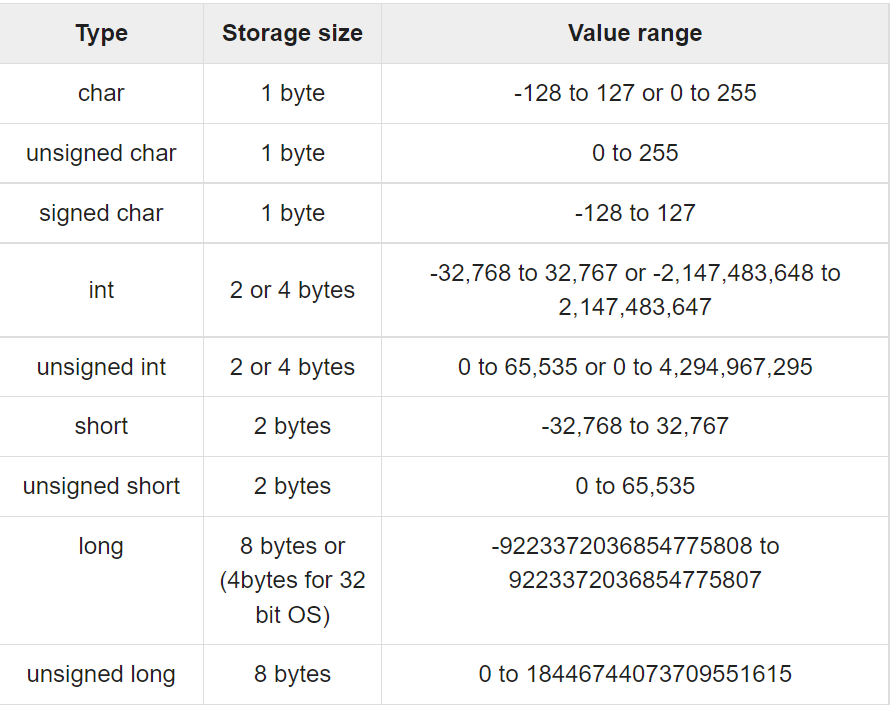 Type Storage size Value range
char 1 byte -128 to 127 or 0 to 255
unsigned char 1 byte 0 to 255
signed char 1 byte -128 to 127
int 2 or 4 bytes -32,768 to 32,767 or -2,147,483,648 to
2,147,483,647
unsigned int 2 or 4 bytes 0 to 65,535 or 0 to 4,294,967,295
short 2 bytes -32,768 to 32,767
unsigned short 2 bytes 0 to 65,535
long 8 bytes or -9223372036854775808 to
(4bytes for 32 9223372036854775807
bit OS)
unsigned long 8 bytes 0 to 18446744073709551615